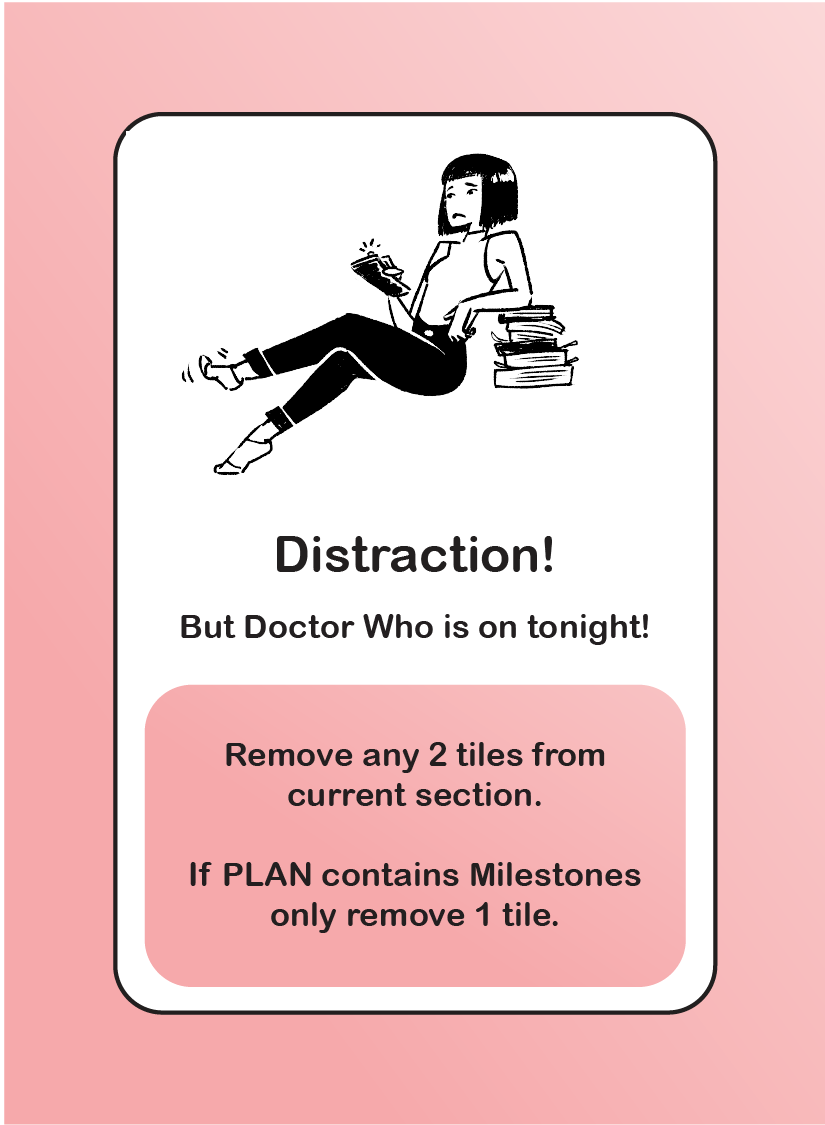 Distraction!
But Doctor Who is on tonight!
Remove any 2 tiles from
current section.
If PLAN contains Milestones
only remove 1 tile.